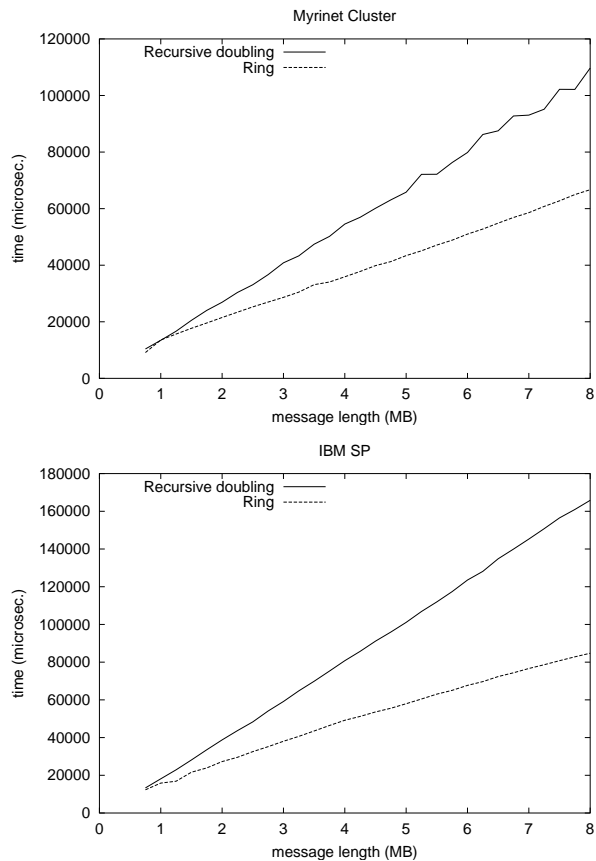 Myrinet Cluster
120000
Recursive doubling
Ring
100000
80000
60000
40000
20000
0
time (microsec.)
0 1 2 3 4 5 6 7 8
message length (MB)
IBM SP
180000
Recursive doubling
Ring
160000
140000
120000
100000
80000
60000
40000
20000
0
time (microsec.)
0 1 2 3 4 5 6 7 8
message length (MB)